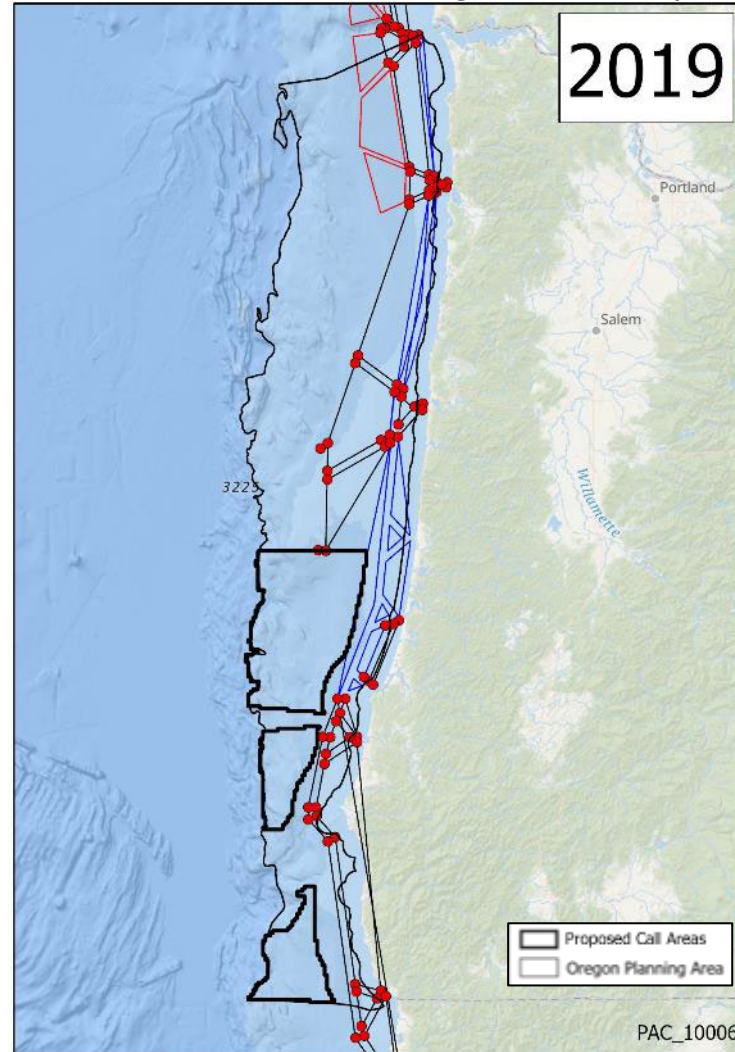 2019
Portland
Salem
3225
Willamette
Proposed Call Areas
Oregon Planning Area
PAC_10006